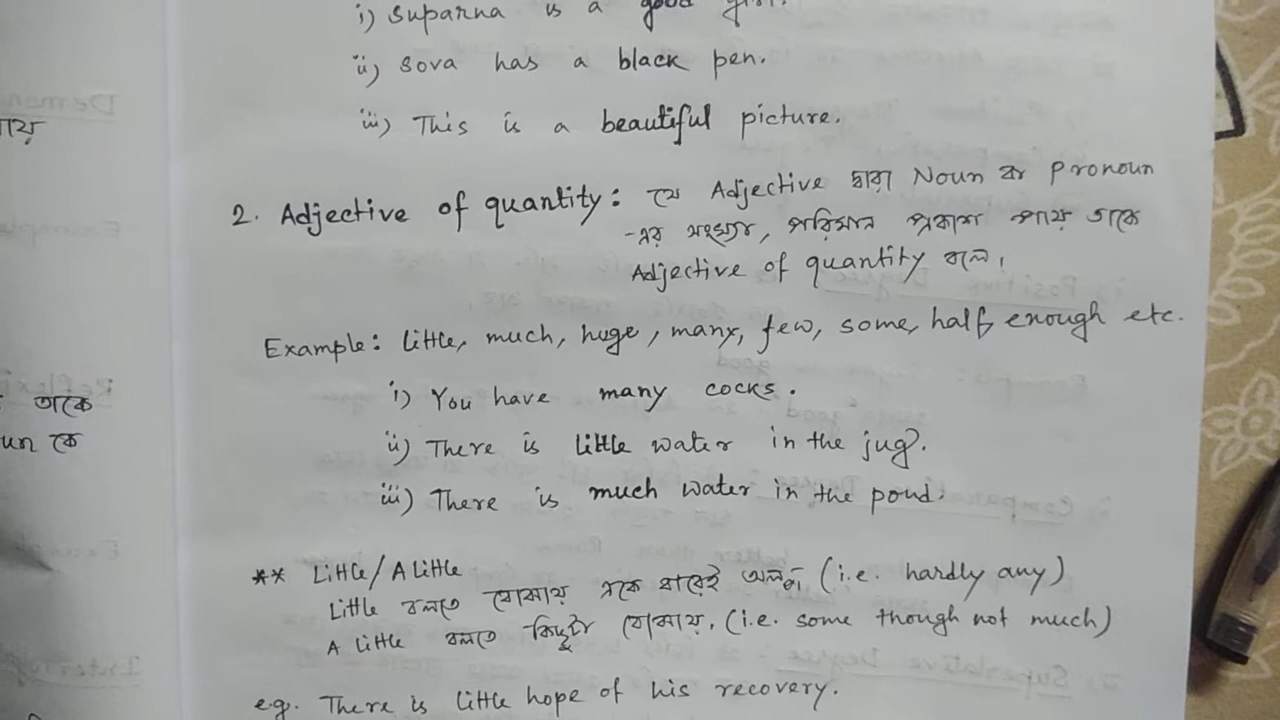 i) Suparna is a good girl.
ii) Sova has a black pen.
iii) This is a beautiful picture.
2. Adjective of quantity: যে Adjective দ্বারা Noun বা Pronoun
-এর সংখ্যা, পরিমান প্রকাশ পায় তাকে
Adjective of quantity বলে।
Example: Little, much, huge, many, few, some, half, enough etc.
i) You have many cocks.
ii) There is little water in the jug.
iii) There is much water in the pond.
** Little/A little
Little বলতে বোঝায় একে বারেই অল্প (i.e. hardly any)
A little বলতে কিছুটা বোঝায়. (i.e. some though not much)
e.g. There is little hope of his recovery.
তাকে
un কে